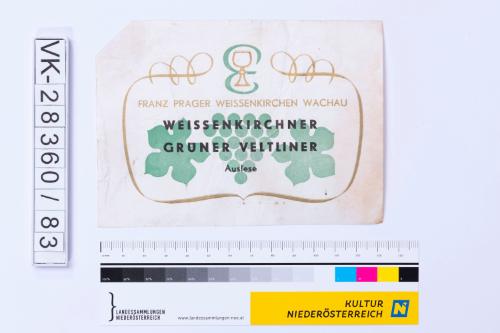 VK-28360/83
FRANZ PRAGER WEISSENKIRCHEN WACHAU
WEISSENKIRCHNER
GRÜNER VELTLINER
Auslese
LANDESSAMMLUNGEN
NIEDERÖSTERREICH
www.landessammlungen-noe.at
KULTUR
NIEDERÖSTERREICH